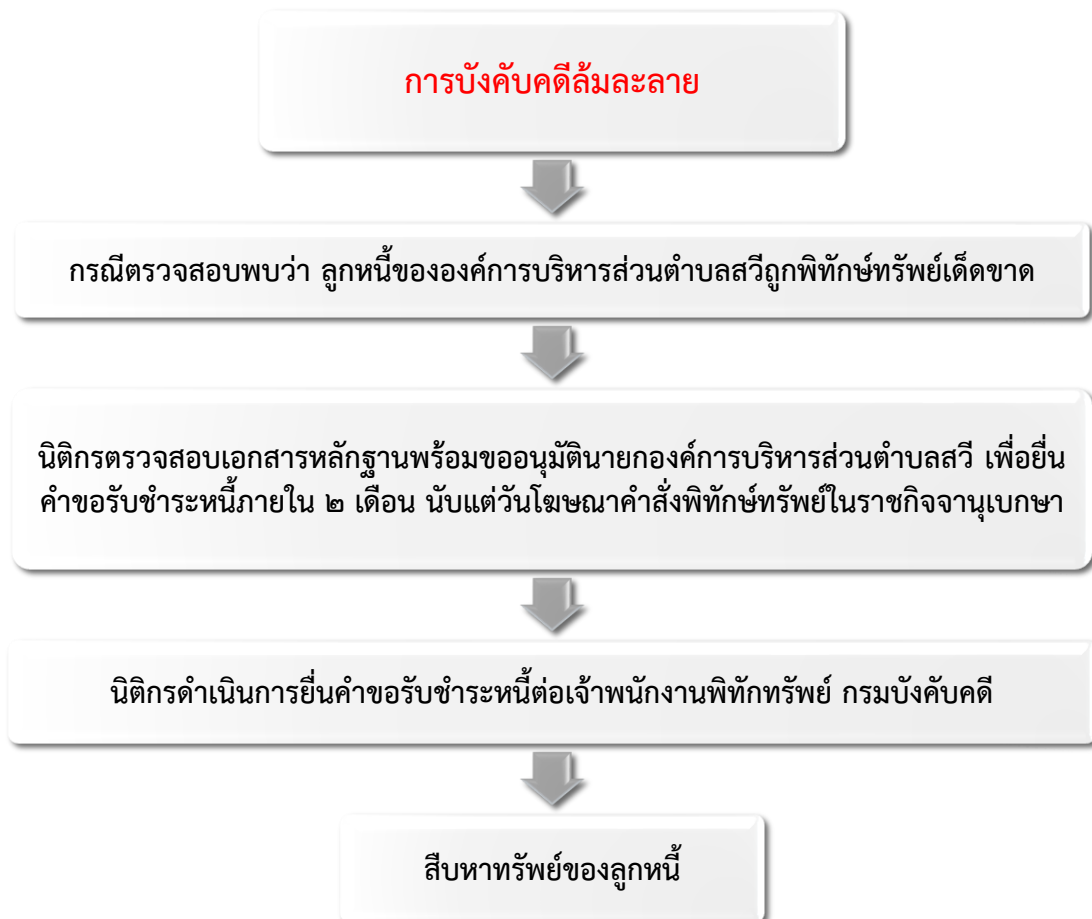 การบังคับคดีล้มละลาย
กรณีตรวจสอบพบว่า ลูกหนี้ขององค์การบริหารส่วนตำบลสวีถูกพิทักษ์ทรัพย์เด็ดขาด
นิติกรตรวจสอบเอกสารหลักฐานพร้อมขออนุมัตินายกองค์การบริหารส่วนตำบลสวี เพื่อยื่น
คำขอรับชำระหนี้ภายใน ๒ เดือน นับแต่วันโฆษณาคำสั่งพิทักษ์ทรัพย์ในราชกิจจานุเบกษา
นิติกรดำเนินการยื่นคำขอรับชำระหนี้ต่อเจ้าพนักงานพิทักทรัพย์ กรมบังคับคดี
สืบหาทรัพย์ของลูกหนี้